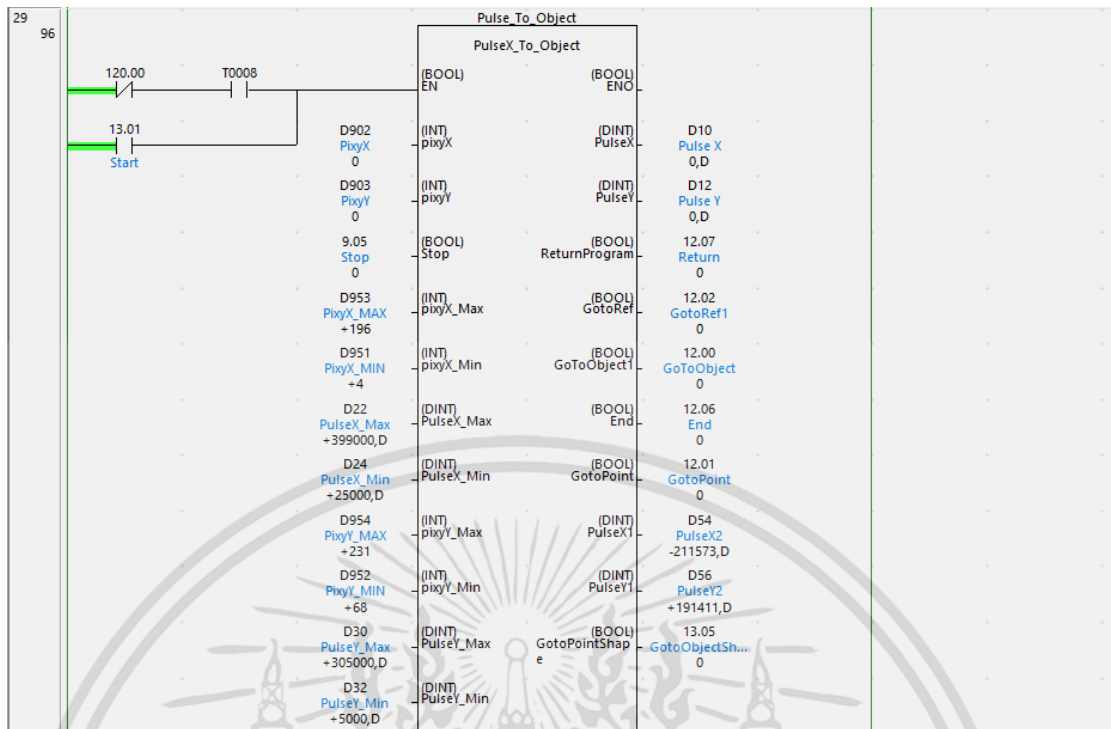 29
96
Pulse_To_Object
PulseX_To_Object
120.00 T0008 (BOOL) EN (BOOL) ENO
13.01 Start
D902 PixyX 0 (INT) pixyX (DINT) PulseX D10 Pulse X 0,D
D903 PixyY 0 (INT) pixyY (DINT) PulseY D12 Pulse Y 0,D
9.05 Stop 0 (BOOL) Stop (BOOL) ReturnProgram 12.07 Return 0
D953 PixyX_MAX +196 (INT) pixyX_Max (BOOL) GotoRef 12.02 GotoRef1 0
D951 PixyX_MIN +4 (INT) pixyX_Min (BOOL) GoToObject1 12.00 GoToObject 0
D22 PulseX_Max +399000,D (DINT) PulseX_Max (BOOL) End 12.06 End 0
D24 PulseX_Min +25000,D (DINT) PulseX_Min (BOOL) GotoPoint 12.01 GotoPoint 0
D954 PixyY_MAX +231 (INT) pixyY_Max (DINT) PulseX1 D54 PulseX2 -211573,D
D952 PixyY_MIN +68 (INT) pixyY_Min (DINT) PulseY1 D56 PulseY2 +191411,D
D30 PulseY_Max +305000,D (DINT) PulseY_Max (BOOL) GotoPointShape 13.05 GotoObjectSh... 0
D32 PulseY_Min +5000,D (DINT) PulseY_Min